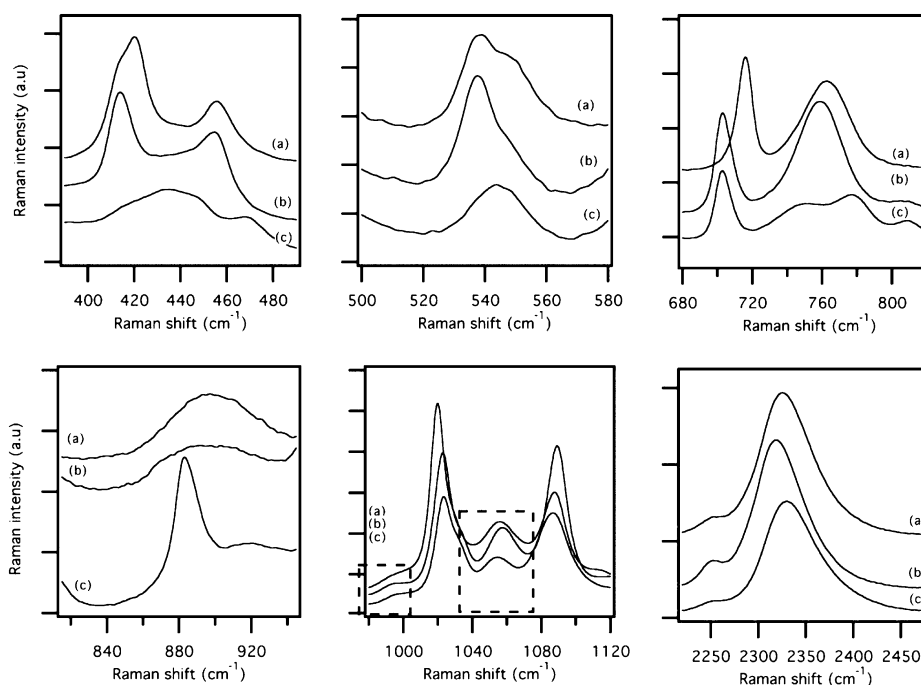 Raman intensity (a.u)
(a)
(b)
(c)
400 420 440 460 480
Raman shift (cm-1)
(a)
(b)
(c)
500 520 540 560 580
Raman shift (cm-1)
(a)
(b)
(c)
680 720 760 800
Raman shift (cm-1)
Raman intensity (a.u)
(a)
(b)
(c)
840 880 920
Raman shift (cm-1)
(a)
(b)
(c)
1000 1040 1080 1120
Raman shift (cm-1)
(a
(b
(c
2250 2300 2350 2400 2450
Raman shift (cm-1)